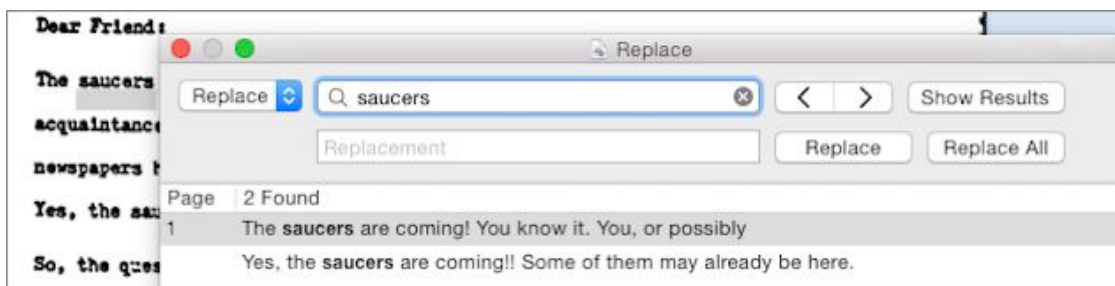 Dear Friend:
Replace
The saucers
Replace
saucers
Show Results
acquaintance
Replacement
Replace
Replace All
newspapers
Page 2 Found
Yes, the
1 The saucers are coming! You know it. You, or possibly
So, the
Yes, the saucers are coming!! Some of them may already be here.